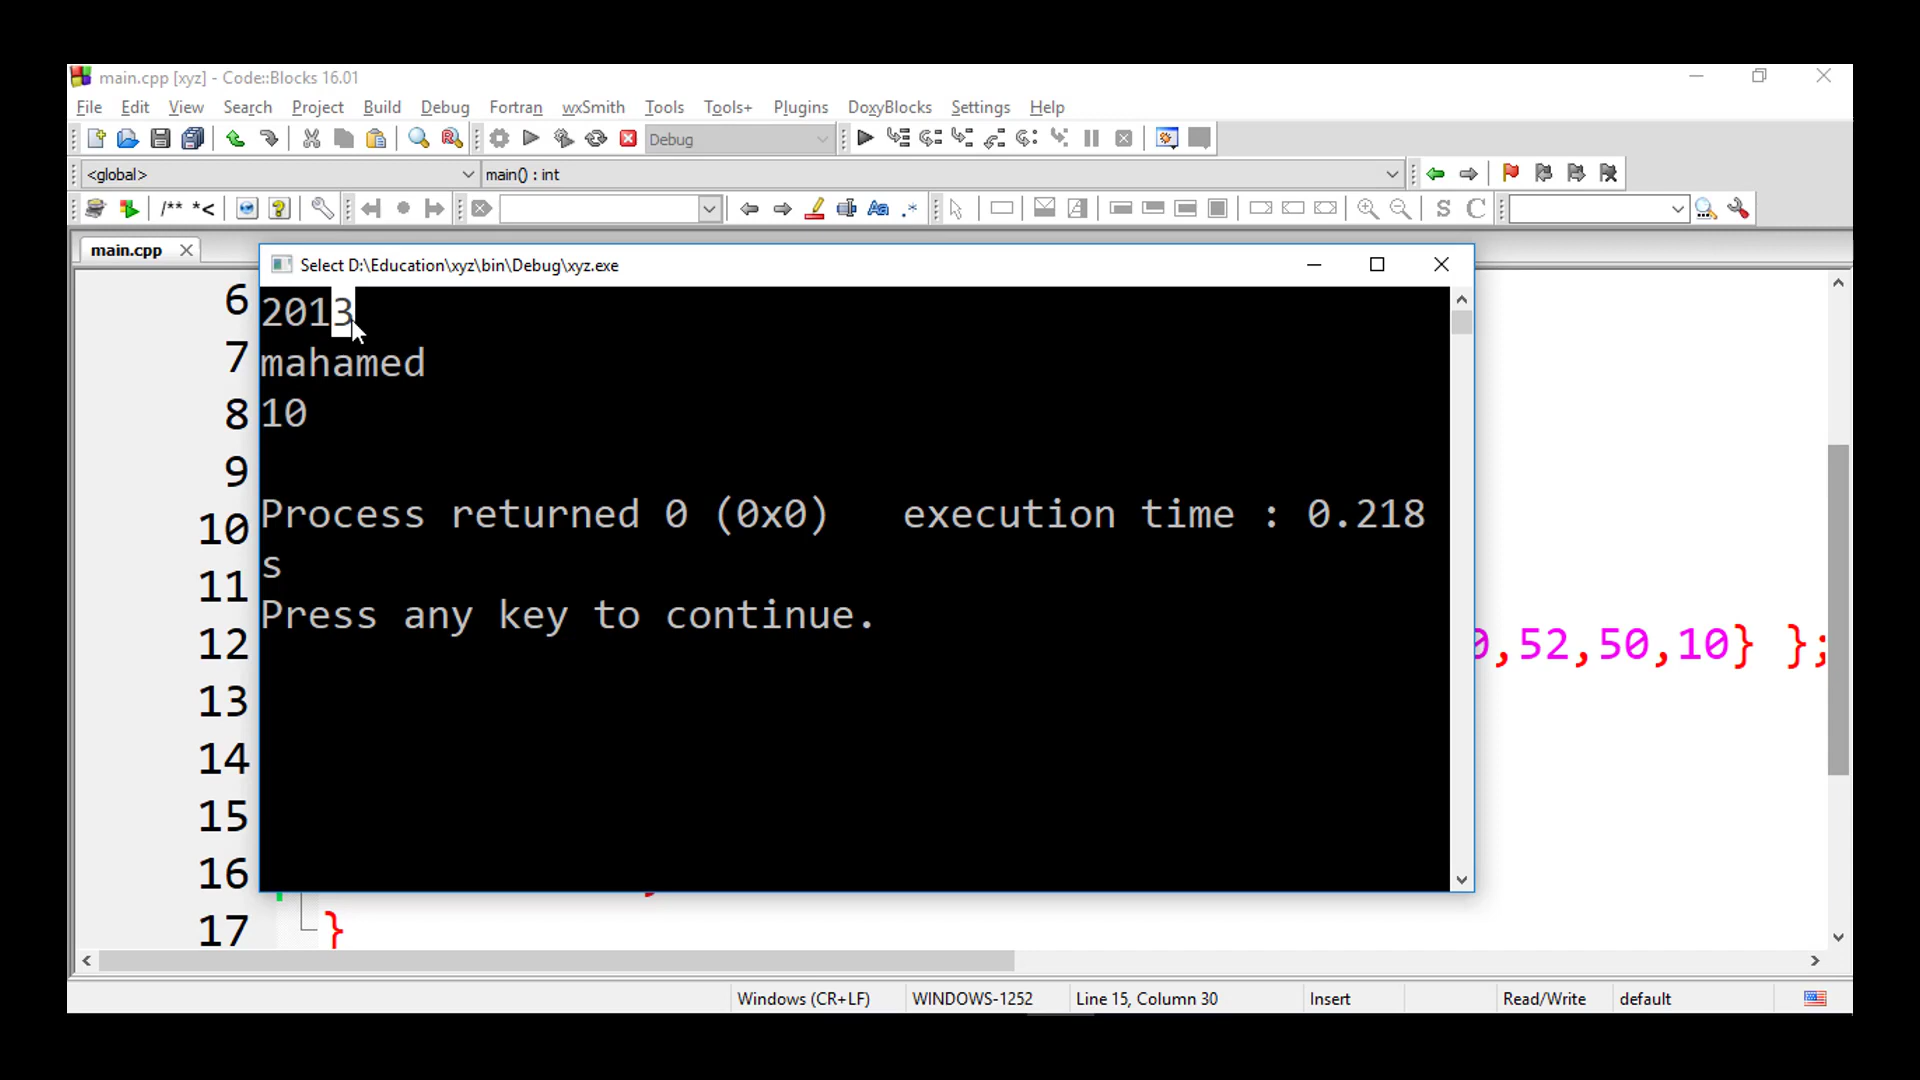 main.cpp [xyz] - Code::Blocks 16.01
File Edit View Search Project Build Debug Fortran wxSmith Tools Tools+ Plugins DoxyBlocks Settings Help
Debug
<global> main() : int
/** *< Aa .* S C
main.cpp
Select D:\Education\xyz\bin\Debug\xyz.exe
6 2013
7 mahamed
8 10
9
10 Process returned 0 (0x0)   execution time : 0.218
11 s
Press any key to continue.
12 ,52,50,10} };
13
14
15
16
17 }
Windows (CR+LF) WINDOWS-1252 Line 15, Column 30 Insert Read/Write default